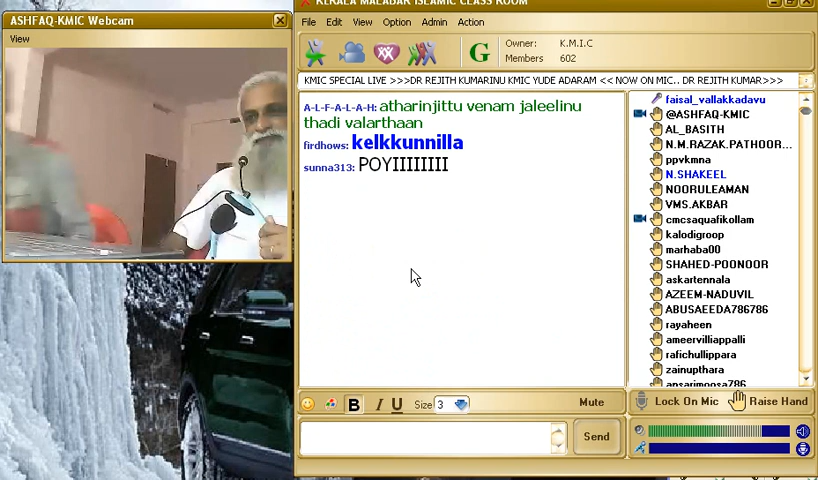 ASHFAQ-KMIC Webcam
View
KERALA MALABAR ISLAMIC CLASS ROOM
File Edit View Option Admin Action
G
Owner: K.M.I.C
Members 602
KMIC SPECIAL LIVE >>>DR REJITH KUMARINU KMIC YUDE ADARAM << NOW ON MIC.. DR REJITH KUMAR>>>
A-L-F-A-L-A-H: atharinjittu venam jaleelinu
thadi valarthaan
firdhows: kelkkunnilla
sunna313: POYIIIIIIII
faisal_vallakkadavu
@ASHFAQ-KMIC
AL_BASITH
N.M.RAZAK.PATHOOR...
ppvkmna
N.SHAKEEL
NOORULEAMAN
VMS.AKBAR
cmcsaquafikollam
kalodigroop
marhaba00
SHAHED-POONOOR
askartennala
AZEEM-NADUVIL
ABUSAEEDA786786
rayaheen
ameervilliappalli
rafichullippara
zainupthara
ansarimoosa786
B I U Size 3
Mute
Lock On Mic
Raise Hand
Send